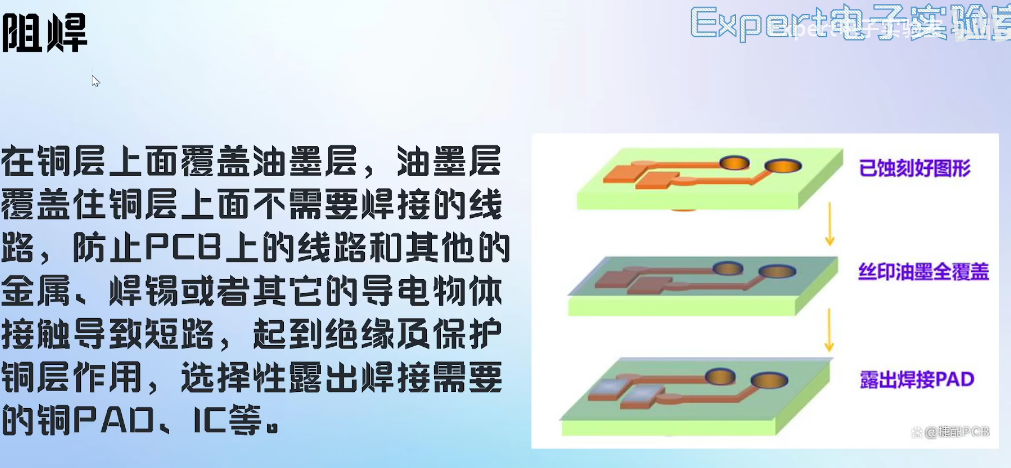 阻焊
Expert电子实验室
在铜层上面覆盖油墨层，油墨层
覆盖住铜层上面不需要焊接的线
路，防止PCB上的线路和其他的
金属、焊锡或者其它的导电物体
接触导致短路，起到绝缘及保护
铜层作用，选择性露出焊接需要
的铜PAD、IC等。
已蚀刻好图形
丝印油墨全覆盖
露出焊接PAD
@捷配PCB